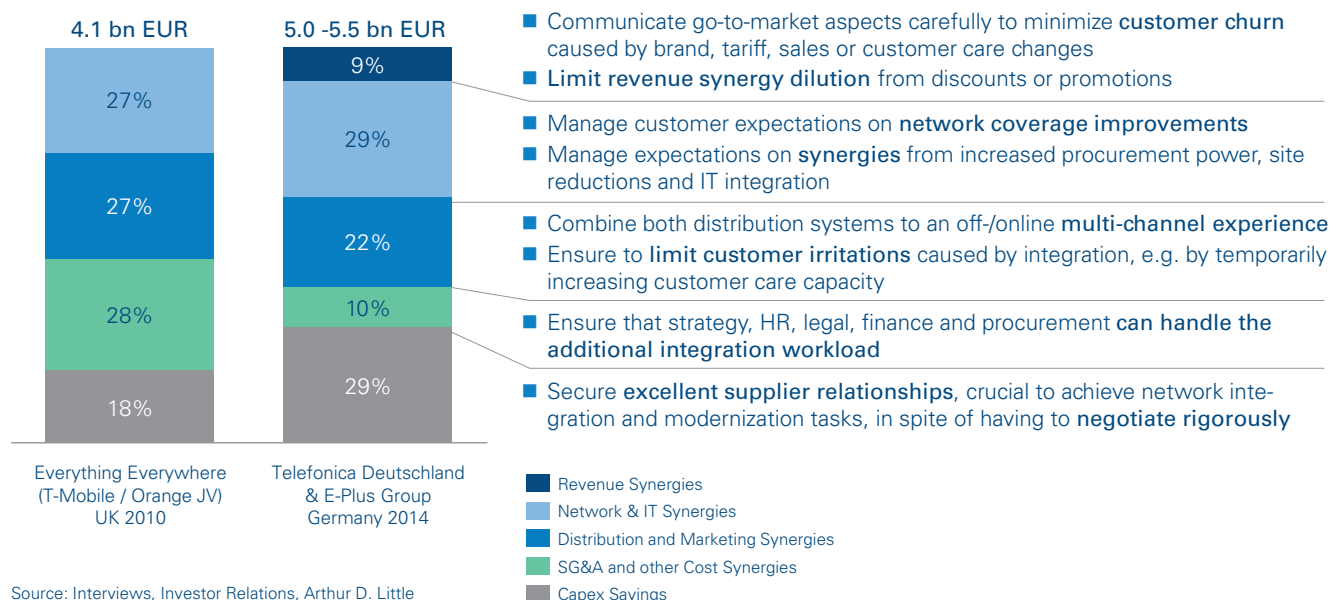 4.1 bn EUR
5.0 -5.5 bn EUR
27%
27%
28%
18%
9%
29%
22%
10%
29%
Everything Everywhere
(T-Mobile / Orange JV)
UK 2010
Telefonica Deutschland
& E-Plus Group
Germany 2014
■ Communicate go-to-market aspects carefully to minimize customer churn
caused by brand, tariff, sales or customer care changes
■ Limit revenue synergy dilution from discounts or promotions
■ Manage customer expectations on network coverage improvements
■ Manage expectations on synergies from increased procurement power, site
reductions and IT integration
■ Combine both distribution systems to an off-/online multi-channel experience
■ Ensure to limit customer irritations caused by integration, e.g. by temporarily
increasing customer care capacity
■ Ensure that strategy, HR, legal, finance and procurement can handle the
additional integration workload
■ Secure excellent supplier relationships, crucial to achieve network inte-
gration and modernization tasks, in spite of having to negotiate rigorously
Revenue Synergies
Network & IT Synergies
Distribution and Marketing Synergies
SG&A and other Cost Synergies
Capex Savings
Source: Interviews, Investor Relations, Arthur D. Little